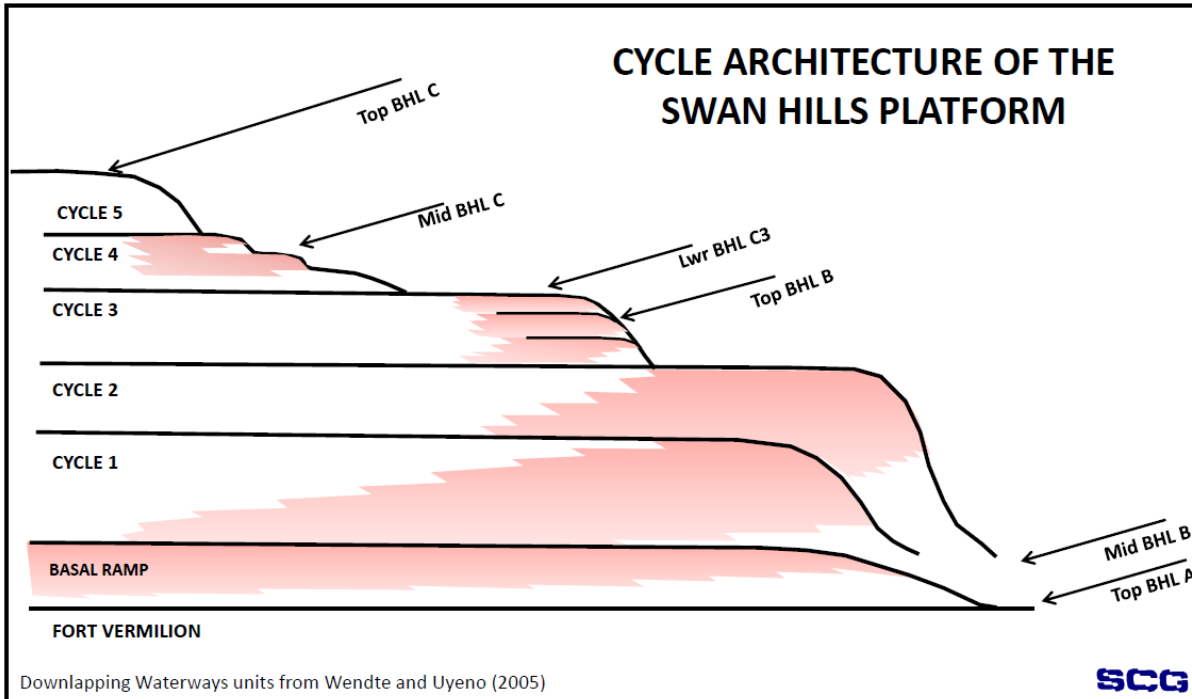 CYCLE ARCHITECTURE OF THE
SWAN HILLS PLATFORM
Top BHL C
Mid BHL C
Lwr BHL C3
Top BHL B
CYCLE 5
CYCLE 4
CYCLE 3
CYCLE 2
CYCLE 1
Mid BHL B
BASAL RAMP
Top BHL A
FORT VERMILION
Downlapping Waterways units from Wendte and Uyeno (2005)
SCG